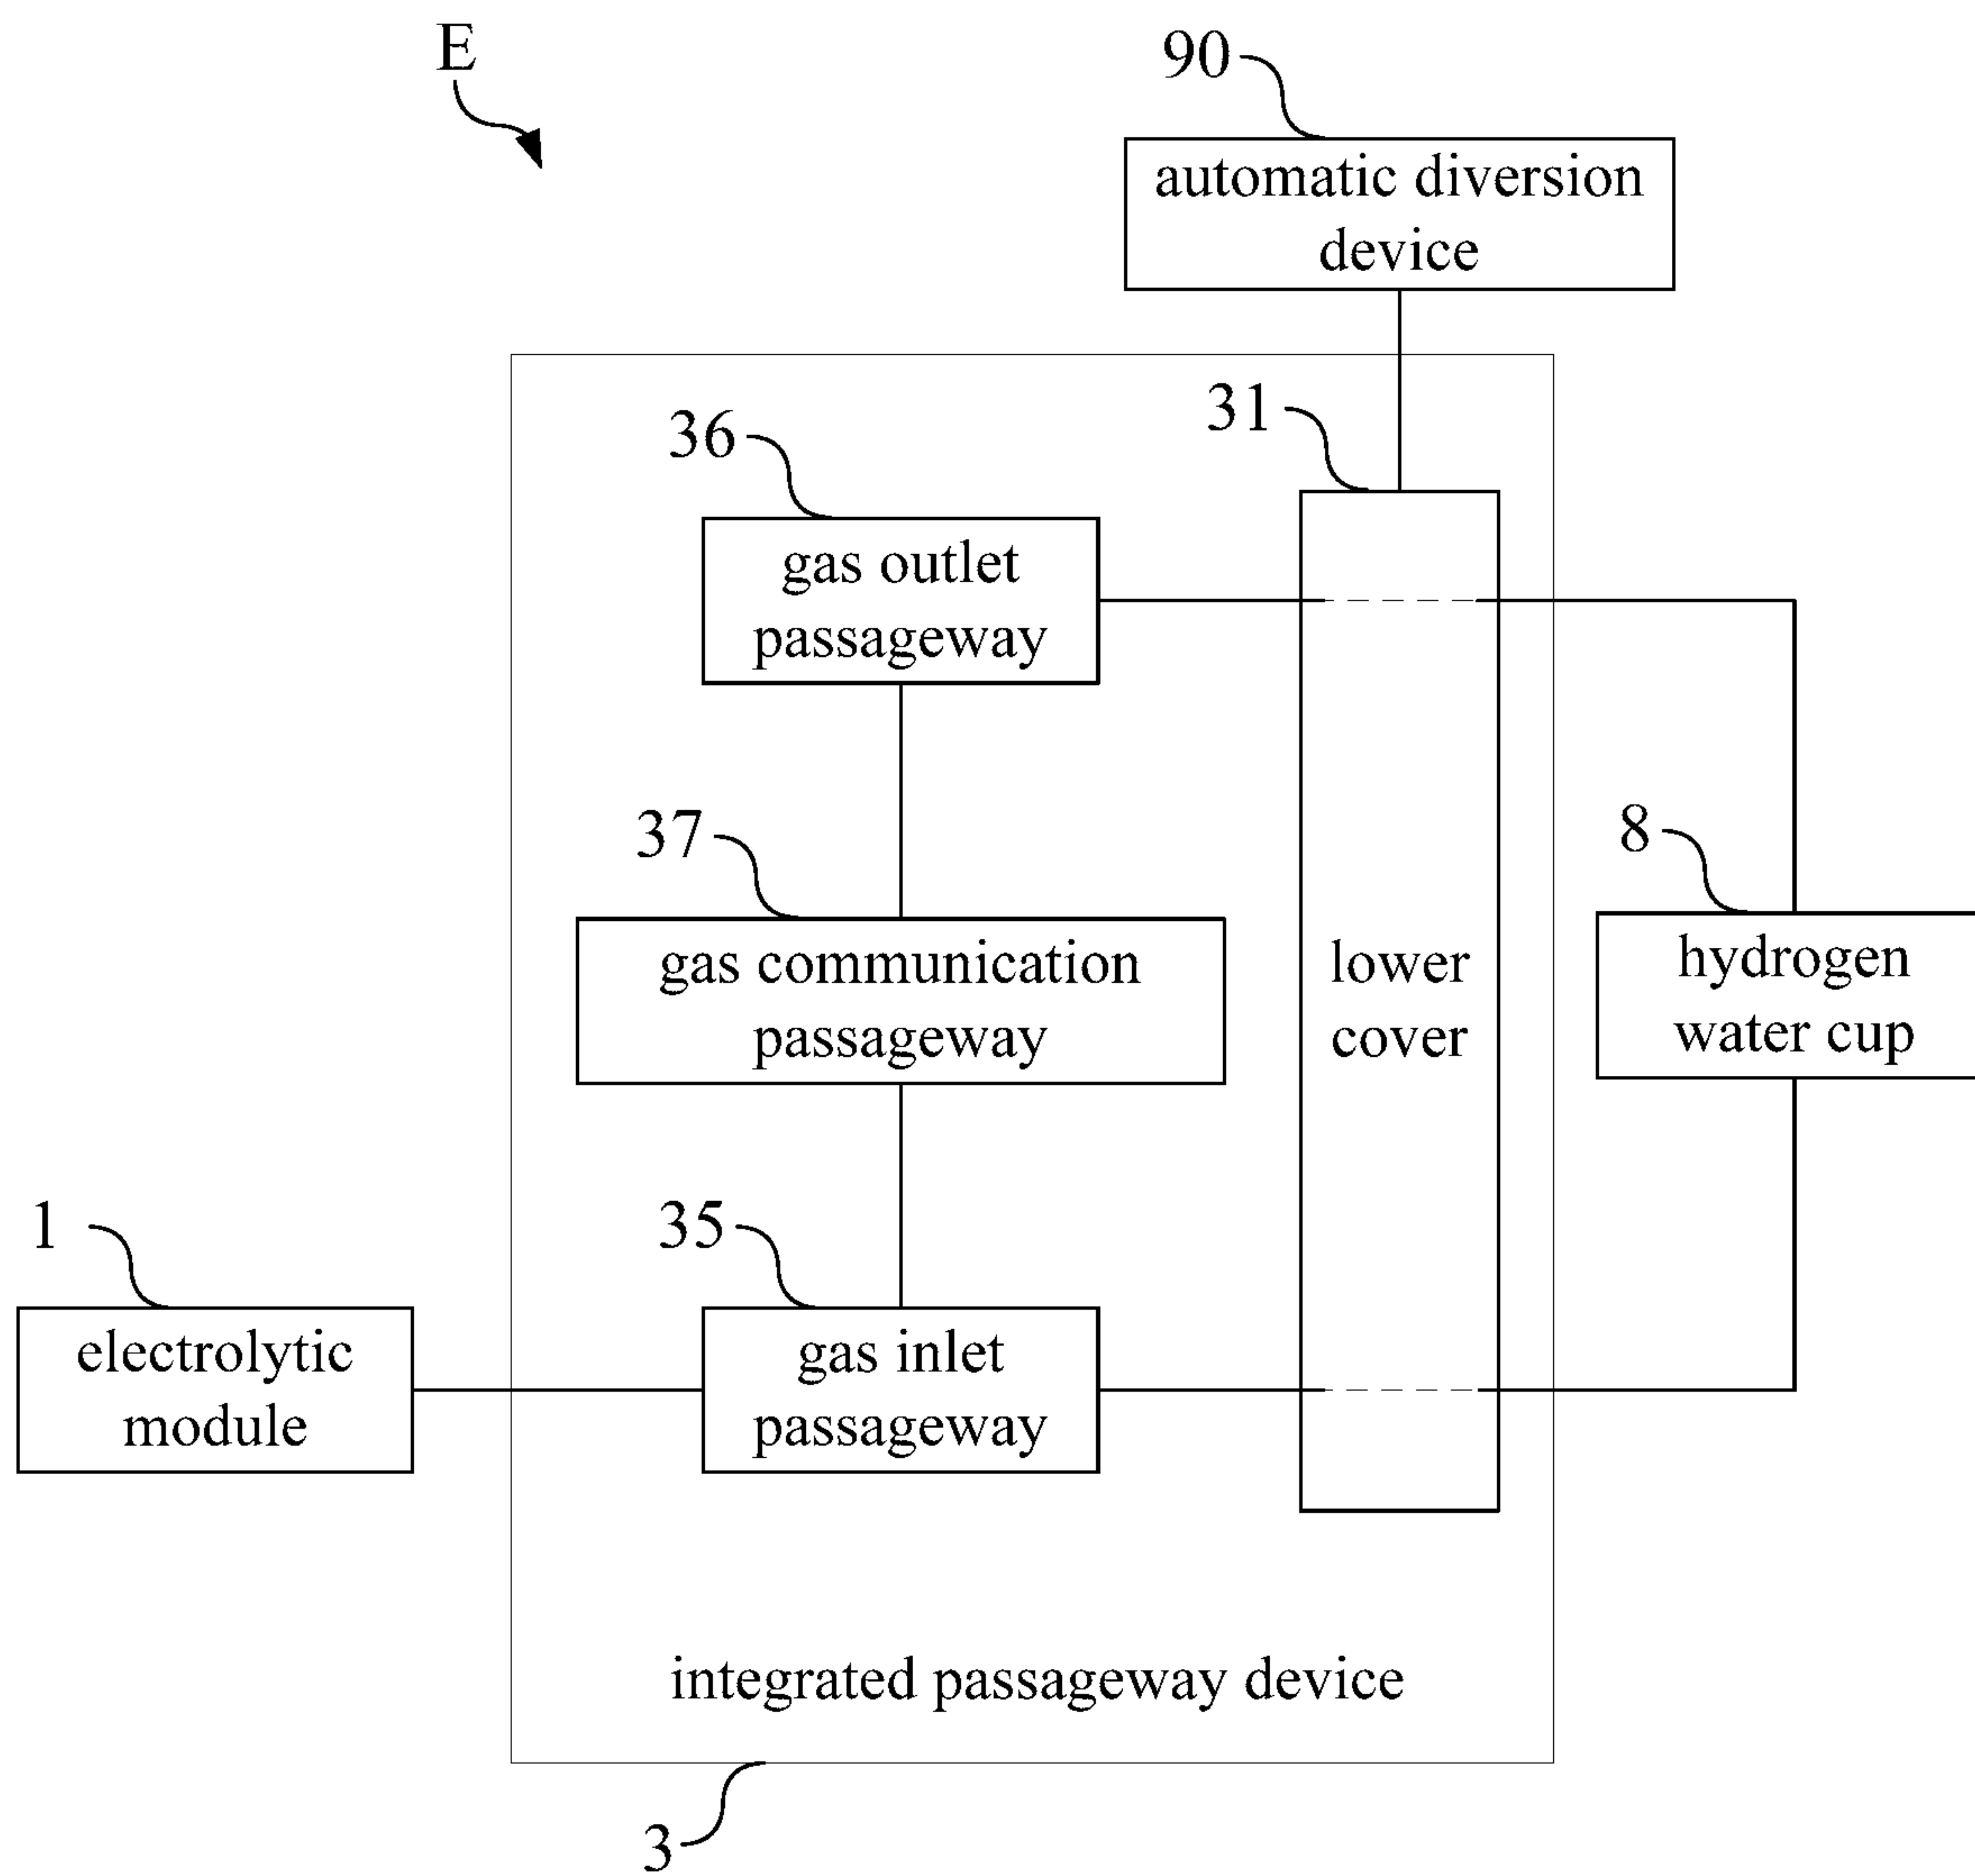 E
90
automatic diversion
device
31
36
gas outlet
passageway
37
8
gas communication
passageway
lower
cover
hydrogen
water cup
1
35
electrolytic
module
gas inlet
passageway
integrated passageway device
3